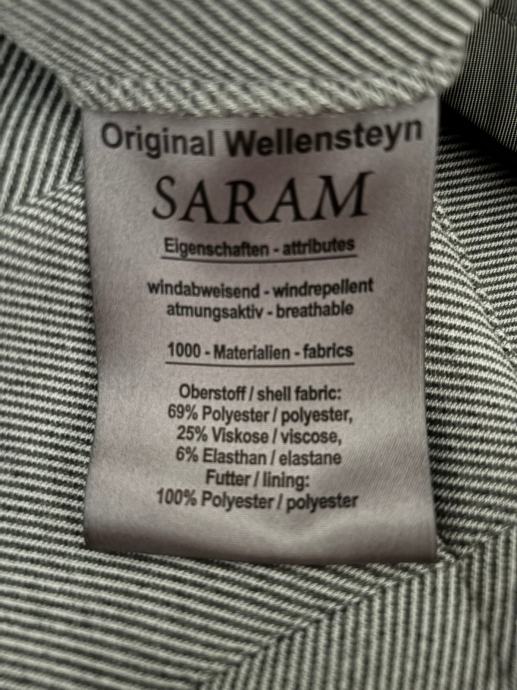 Original Wellensteyn
SARAM
Eigenschaften - attributes
windabweisend - windrepellent
atmungsaktiv - breathable
1000 - Materialien - fabrics
Oberstoff / shell fabric:
69% Polyester / polyester,
25% Viskose / viscose,
6% Elasthan / elastane
Futter / lining:
100% Polyester / polyester